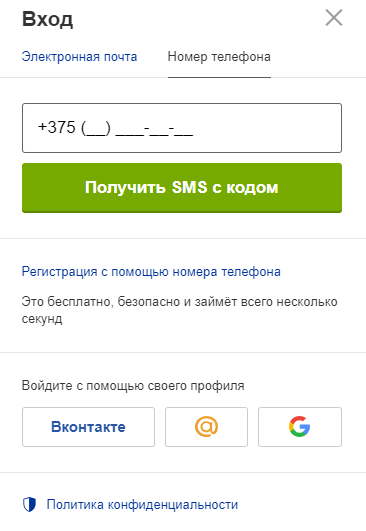 Вход
Электронная почта
Номер телефона
+375 (__) ___-__-__
Получить SMS с кодом
Регистрация с помощью номера телефона
Это бесплатно, безопасно и займёт всего несколько
секунд
Войдите с помощью своего профиля
Вконтакте
@
G
Политика конфиденциальности